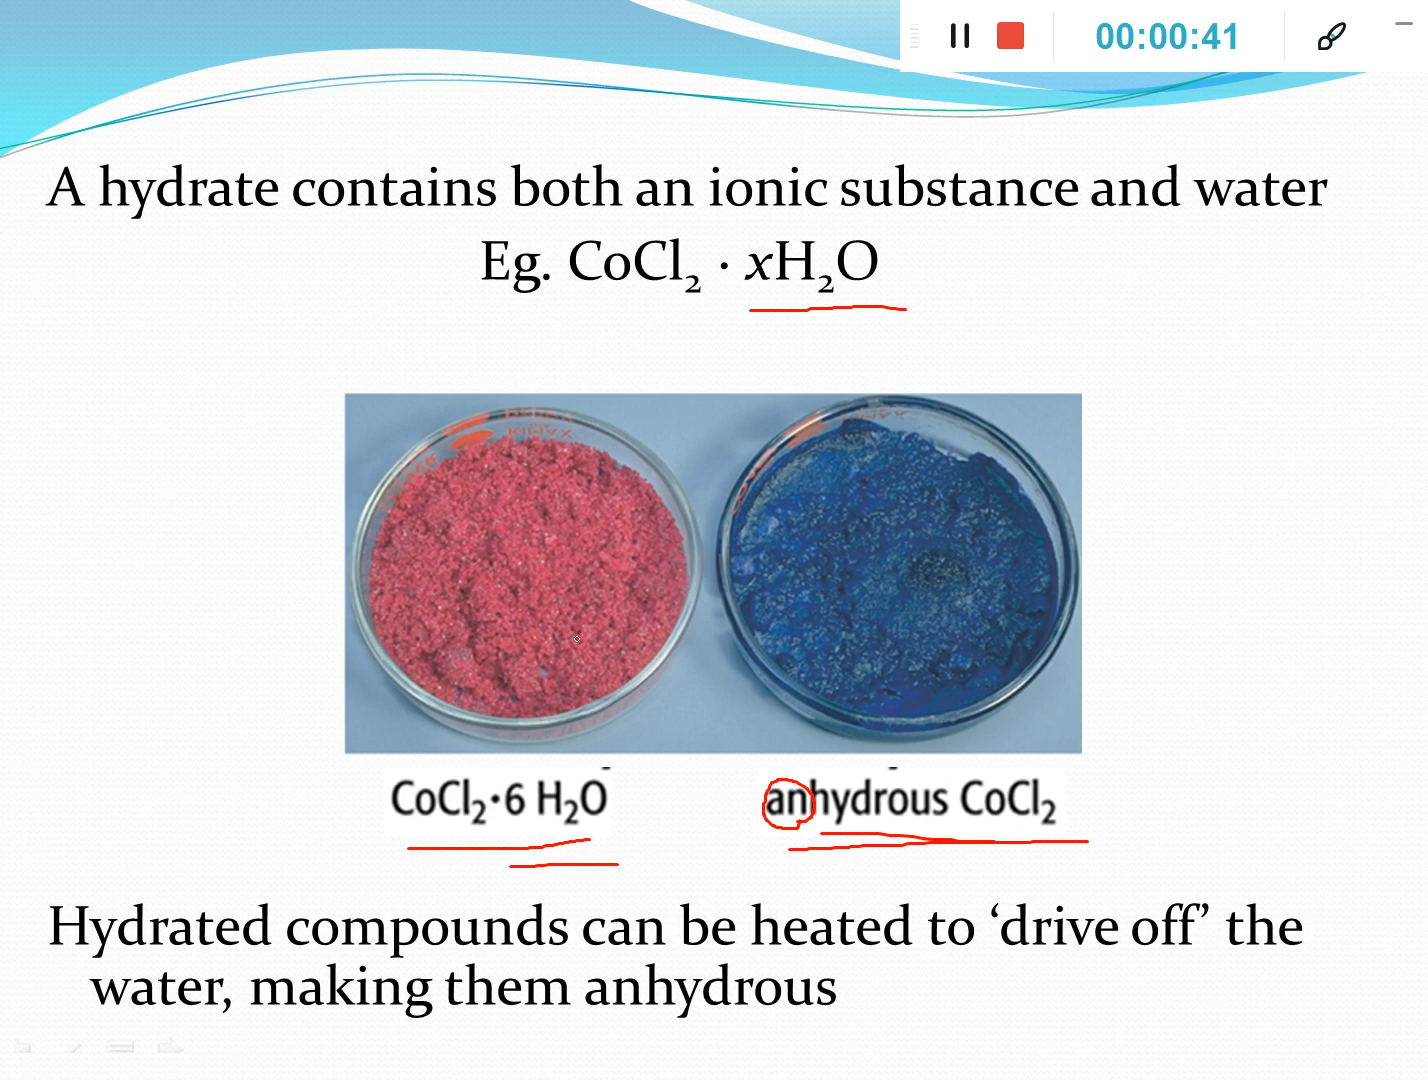 00:00:41
A hydrate contains both an ionic substance and water
Eg. CoCl₂ · xH₂O
CoCl₂·6 H₂O
anhydrous CoCl₂
Hydrated compounds can be heated to ‘drive off’ the
water, making them anhydrous